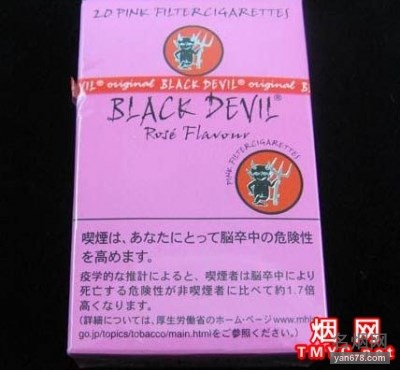 20 PINK FILTERCIGARETTES
EVIL® original BLACK DEVIL® original
BLACK DEVIL®
Rosé Flavour
PINK FILTERCIGARETTES
喫煙は、あなたにとって脳卒中の危険性
を高めます。
疫学的な推計によると、喫煙者は脳卒中により
死亡する危険性が非喫煙者に比べて約1.7倍
高くなります。
(詳細については、厚生労働省のホーム・ページwww.mhl
go.jp/topics/tobacco/main.htmlをご参照ください。)
烟网
yan678.com